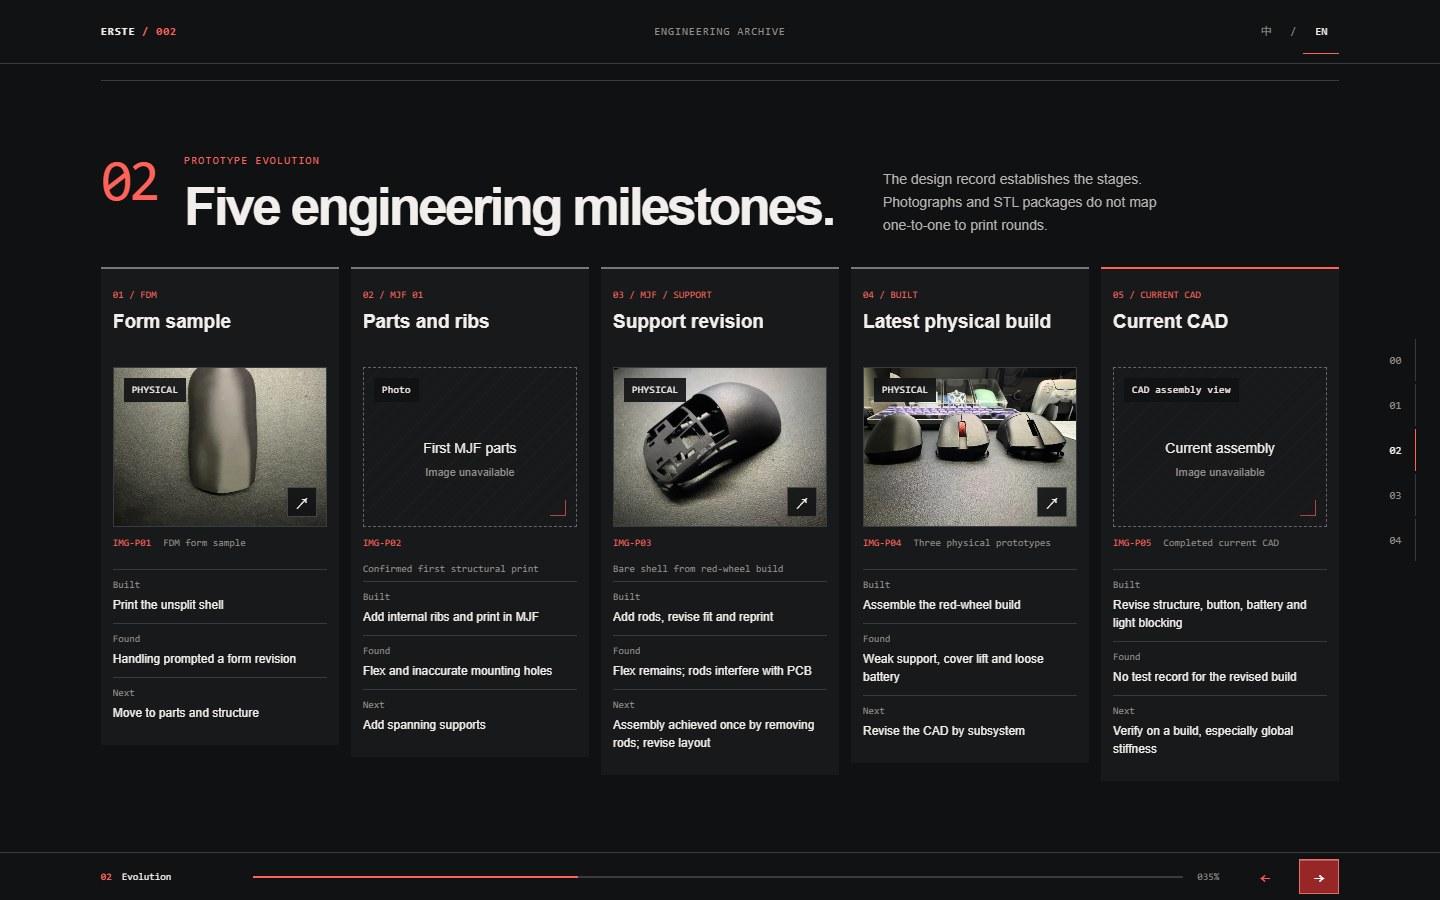 ERSTE / 002
ENGINEERING ARCHIVE
中 / EN
02
PROTOTYPE EVOLUTION
Five engineering milestones.
The design record establishes the stages.
Photographs and STL packages do not map
one-to-one to print rounds.
01 / FDM
Form sample
PHYSICAL
IMG-P01 FDM form sample
Built
Print the unsplit shell
Found
Handling prompted a form revision
Next
Move to parts and structure
02 / MJF 01
Parts and ribs
Photo
First MJF parts
Image unavailable
IMG-P02
Confirmed first structural print
Built
Add internal ribs and print in MJF
Found
Flex and inaccurate mounting holes
Next
Add spanning supports
03 / MJF / SUPPORT
Support revision
PHYSICAL
IMG-P03
Bare shell from red-wheel build
Built
Add rods, revise fit and reprint
Found
Flex remains; rods interfere with PCB
Next
Assembly achieved once by removing
rods; revise layout
04 / BUILT
Latest physical build
PHYSICAL
IMG-P04 Three physical prototypes
Built
Assemble the red-wheel build
Found
Weak support, cover lift and loose
battery
Next
Revise the CAD by subsystem
05 / CURRENT CAD
Current CAD
CAD assembly view
Current assembly
Image unavailable
IMG-P05 Completed current CAD
Built
Revise structure, button, battery and
light blocking
Found
No test record for the revised build
Next
Verify on a build, especially global
stiffness
00
01
02
03
04
02 Evolution
035%